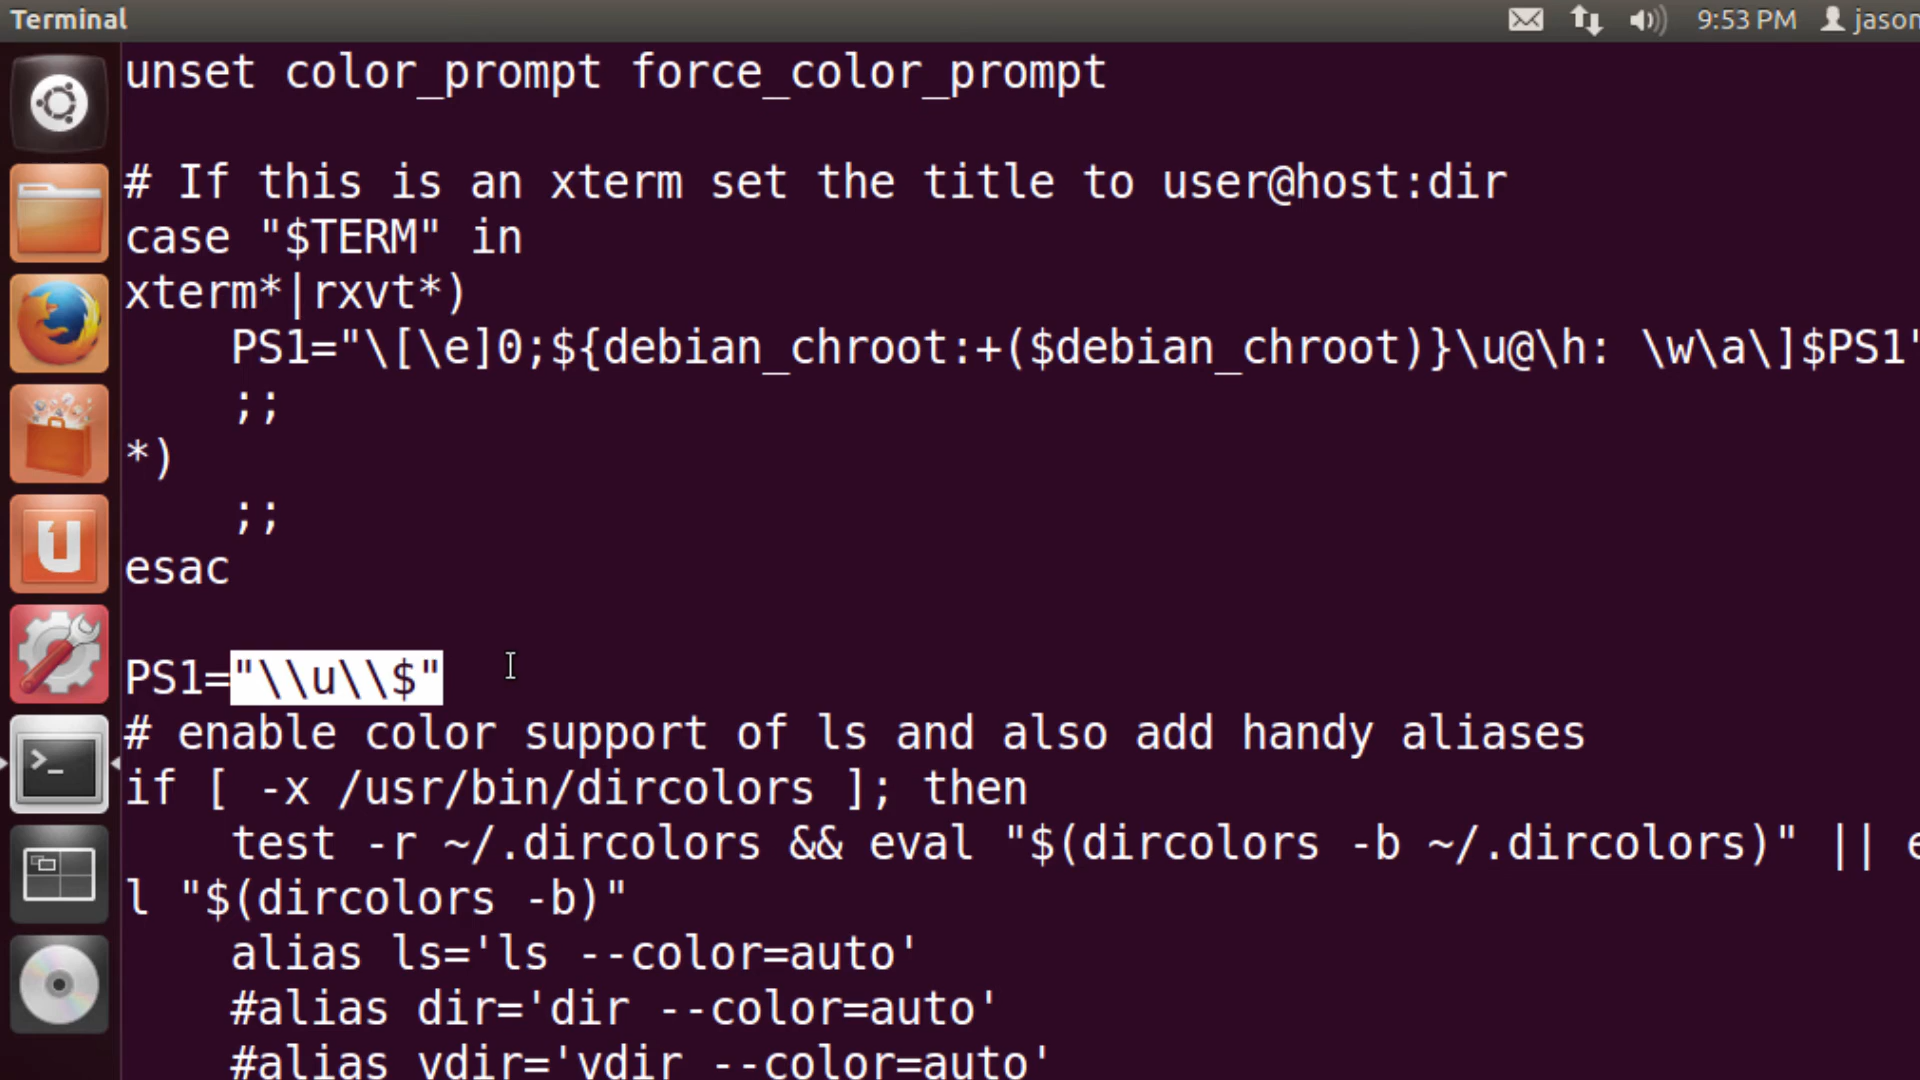 Terminal
9:53 PM jason
unset color_prompt force_color_prompt
# If this is an xterm set the title to user@host:dir
case "$TERM" in
xterm*|rxvt*)
PS1="\[\e]0;${debian_chroot:+($debian_chroot)}\u@\h: \w\a\]$PS1"
;;
*)
;;
esac
PS1="\\u\\$"
# enable color support of ls and also add handy aliases
if [ -x /usr/bin/dircolors ]; then
test -r ~/.dircolors && eval "$(dircolors -b ~/.dircolors)" || e
l "$(dircolors -b)"
alias ls='ls --color=auto'
#alias dir='dir --color=auto'
#alias vdir='vdir --color=auto'